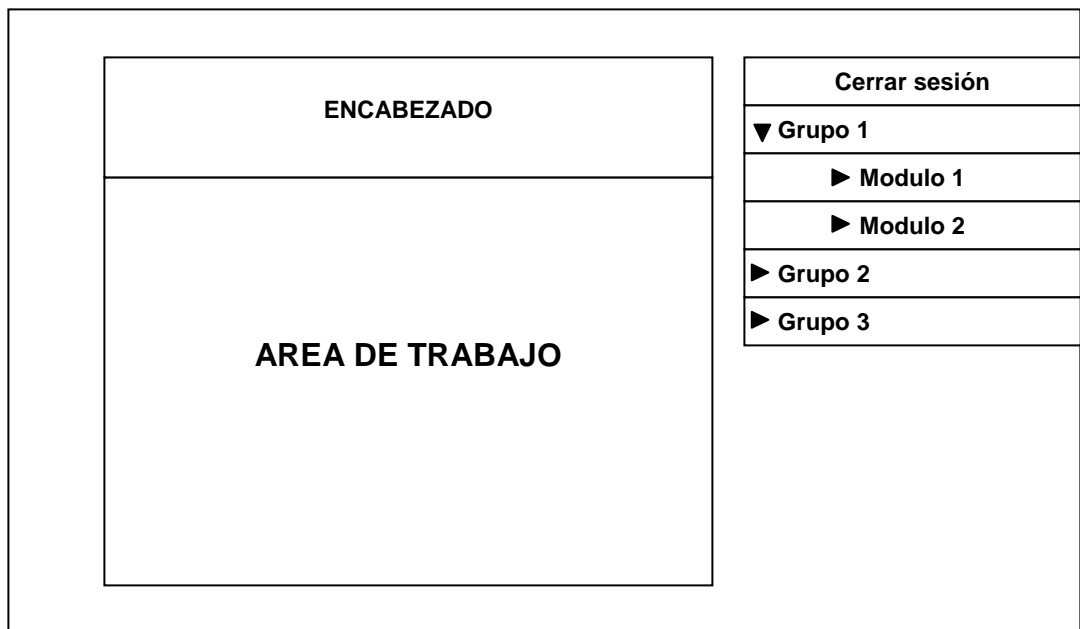 ENCABEZADO
AREA DE TRABAJO
Cerrar sesión
Grupo 1
Modulo 1
Modulo 2
Grupo 2
Grupo 3